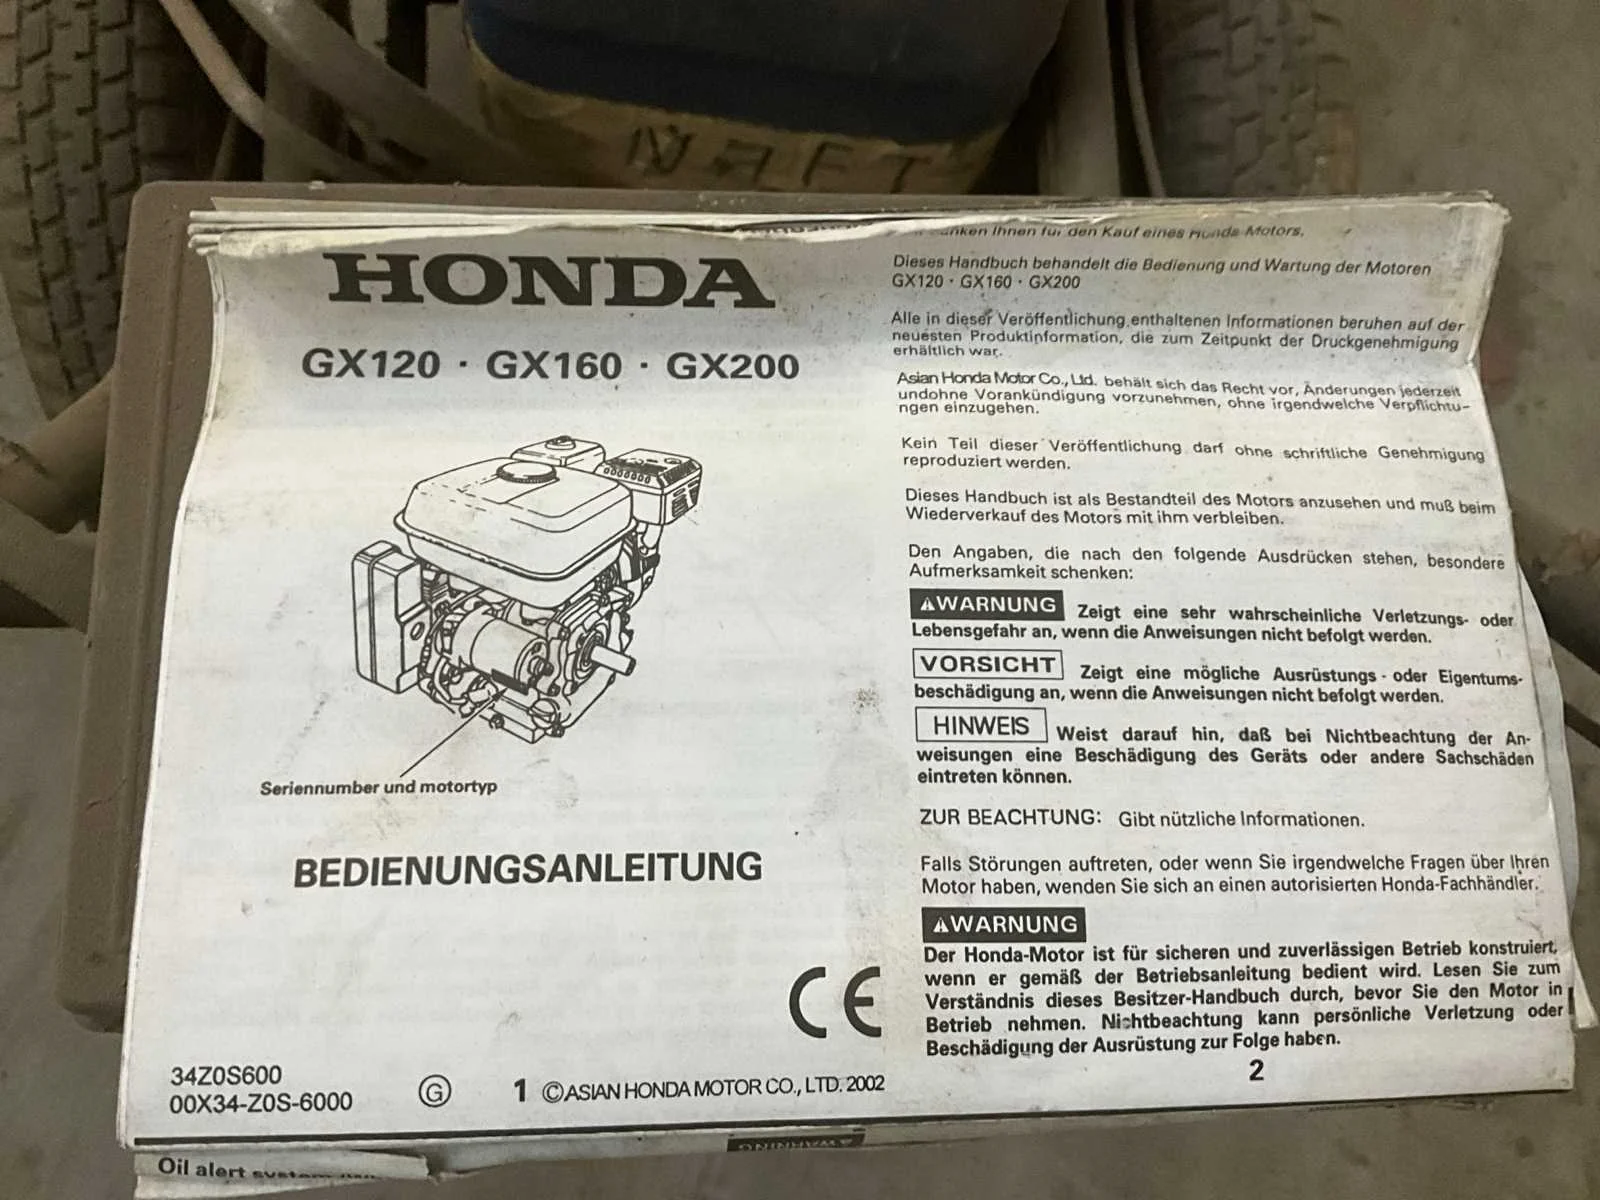 NAFT
HONDA
GX120 · GX160 · GX200
Seriennumber und motortyp
BEDIENUNGSANLEITUNG
CE
34Z0S600
00X34-Z0S-6000
G
1 ©ASIAN HONDA MOTOR CO., LTD. 2002
Ihnen für den Kauf eines Honda-Motors.
Dieses Handbuch behandelt die Bedienung und Wartung der Motoren
GX120 · GX160 · GX200
Alle in dieser Veröffentlichung enthaltenen Informationen beruhen auf der
neuesten Produktinformation, die zum Zeitpunkt der Druckgenehmigung
erhältlich war.
Asian Honda Motor Co., Ltd. behält sich das Recht vor, Änderungen jederzeit
undohne Vorankündigung vorzunehmen, ohne irgendwelche Verpflichtu-
ngen einzugehen.
Kein Teil dieser Veröffentlichung darf ohne schriftliche Genehmigung
reproduziert werden.
Dieses Handbuch ist als Bestandteil des Motors anzusehen und muß beim
Wiederverkauf des Motors mit ihm verbleiben.
Den Angaben, die nach den folgende Ausdrücken stehen, besondere
Aufmerksamkeit schenken:
⚠WARNUNG Zeigt eine sehr wahrscheinliche Verletzungs- oder
Lebensgefahr an, wenn die Anweisungen nicht befolgt werden.
VORSICHT Zeigt eine mögliche Ausrüstungs - oder Eigentums-
beschädigung an, wenn die Anweisungen nicht befolgt werden.
HINWEIS Weist darauf hin, daß bei Nichtbeachtung der An-
weisungen eine Beschädigung des Geräts oder andere Sachschäden
eintreten können.
ZUR BEACHTUNG: Gibt nützliche Informationen.
Falls Störungen auftreten, oder wenn Sie irgendwelche Fragen über Ihren
Motor haben, wenden Sie sich an einen autorisierten Honda-Fachhändler.
⚠WARNUNG
Der Honda-Motor ist für sicheren und zuverlässigen Betrieb konstruiert,
wenn er gemäß der Betriebsanleitung bedient wird. Lesen Sie zum
Verständnis dieses Besitzer-Handbuch durch, bevor Sie den Motor in
Betrieb nehmen. Nichtbeachtung kann persönliche Verletzung oder
Beschädigung der Ausrüstung zur Folge haben.
2
⚠WARNING
Oil alert system